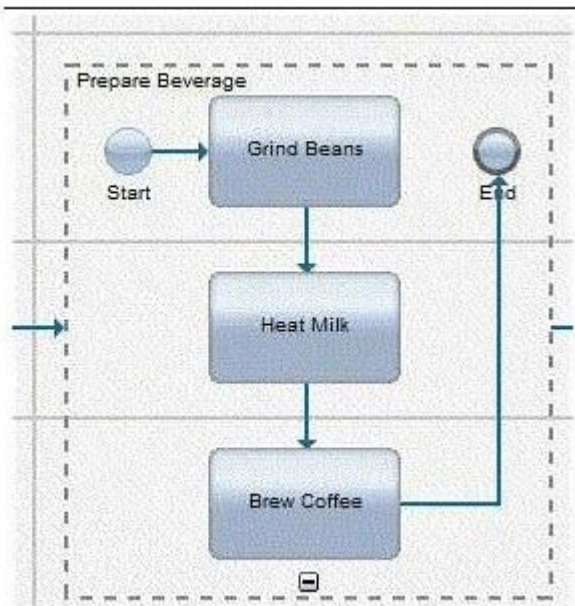 Prepare Beverage
Grind Beans
Start
End
Heat Milk
Brew Coffee